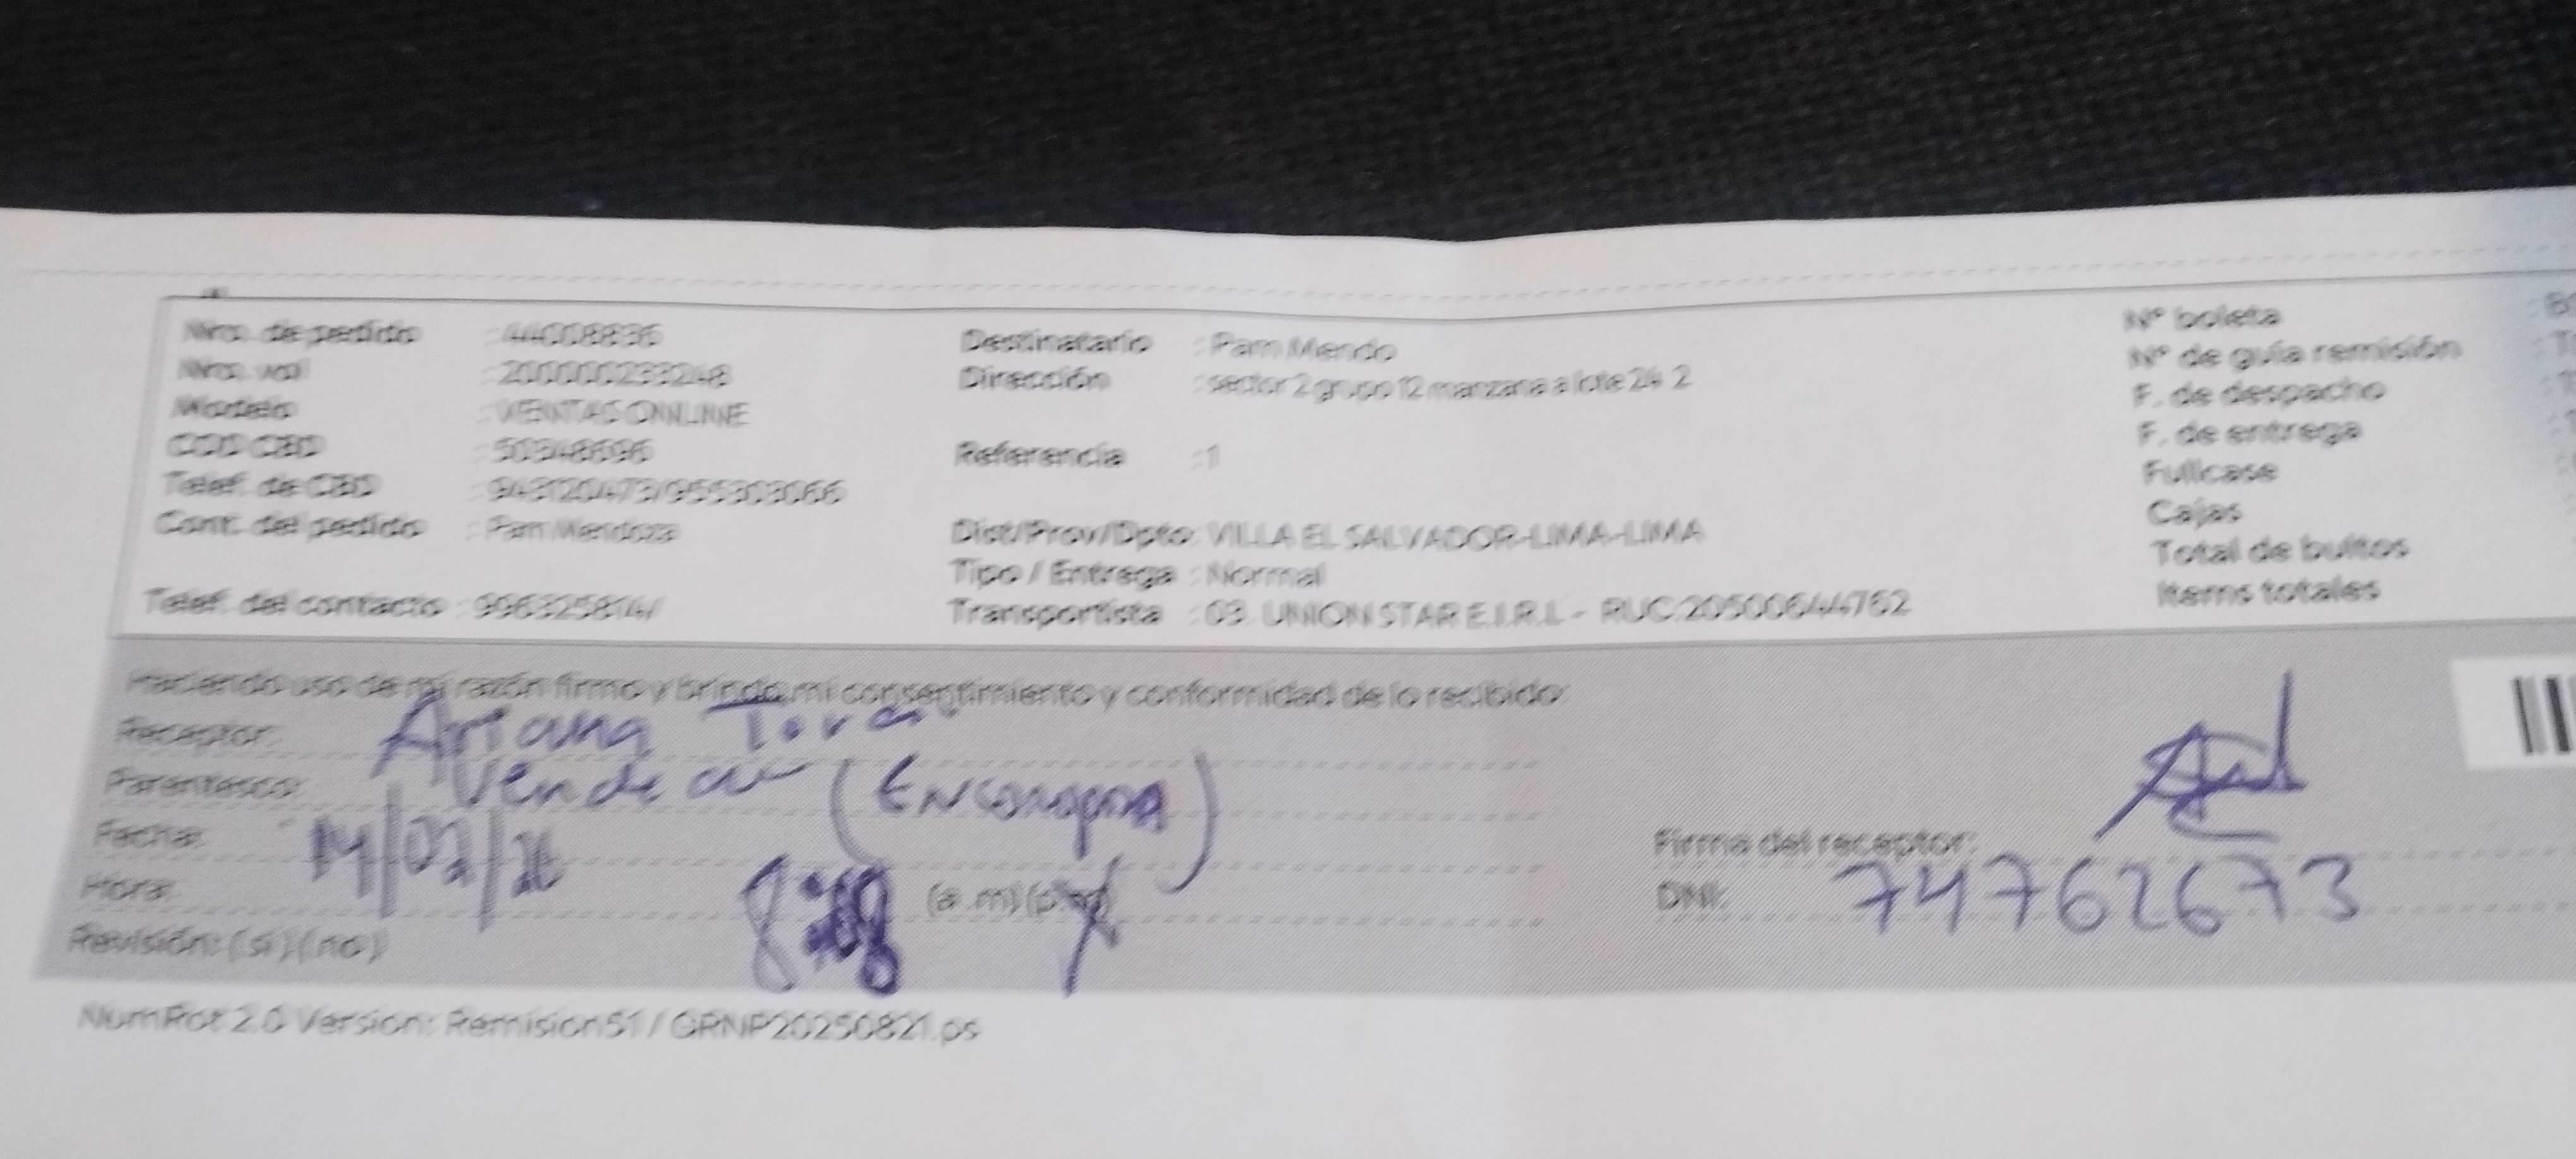 Nro. de pedido : 44008836
Nro. val : 200000233248
Modelo : VENTAS ONLINE
COD CBD : 50348696
Telef. de CBD : 943120473/955303066
Cont. del pedido : Pam Mendoza
Telef. del contacto : 996325814/
Destinatario : Pam Mendo
Dirección : sector 2 grupo 12 manzana a lote 24 2
Referencia : 1
Dist/Prov/Dpto: VILLA EL SALVADOR-LIMA-LIMA
Tipo / Entrega : Normal
Transportista : 03. UNION STAR E.I.R.L - RUC:20500644762
N° boleta
N° de guía remisión
F. de despacho
F. de entrega
Fullcase
Cajas
Total de bultos
Items totales
Haciendo uso de mi razón firmo y brindo mi consentimiento y conformidad de lo recibido:
Receptor: Ariana
Parentesco:
Fecha: 14/02/26
Hora: (a.m) (p.m)
Revisión: (si) (no)
Firma del receptor:
DNI: 74762673
NumRot 2.0 Version: Remision51 / GRNP20250821.ps